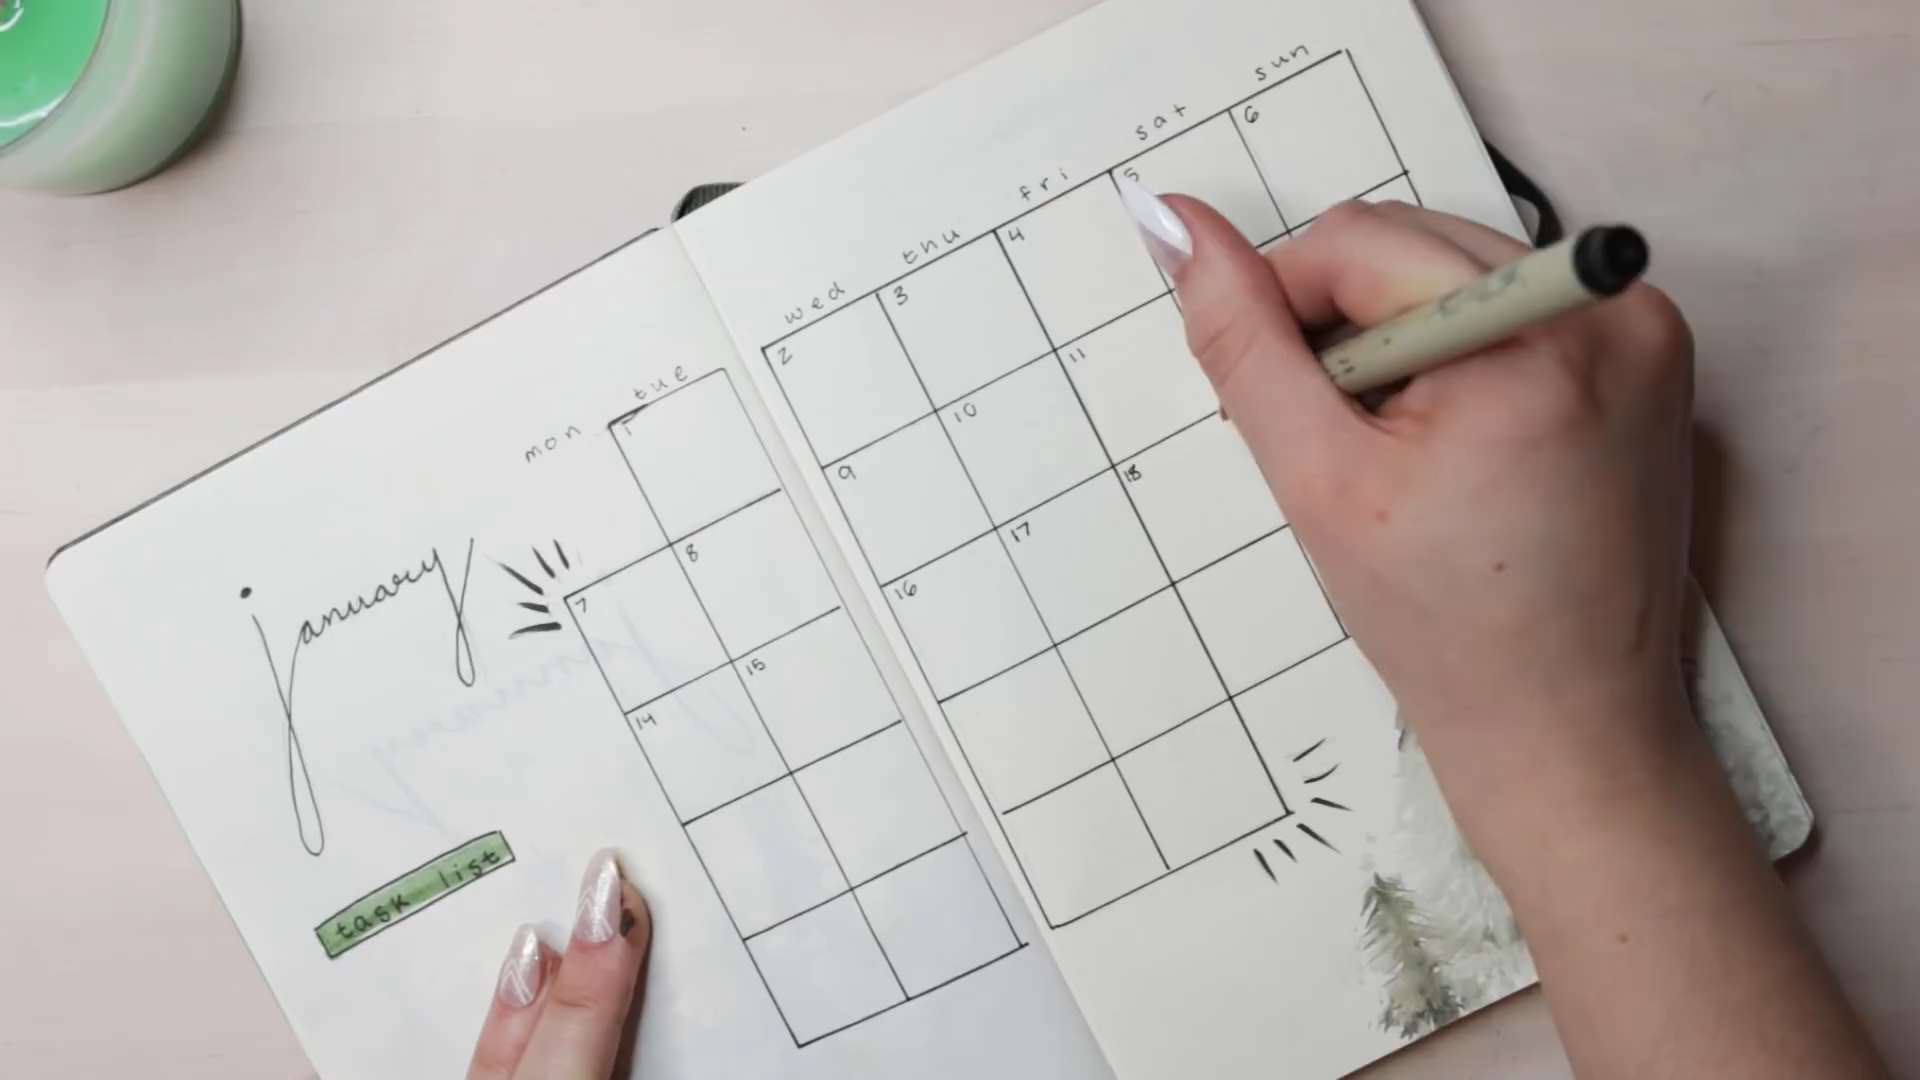 january
mon tue wed thu fri sat sun
1 2 3 4 5 6
7 8 9 10 11
14 15 16 17 18
task list